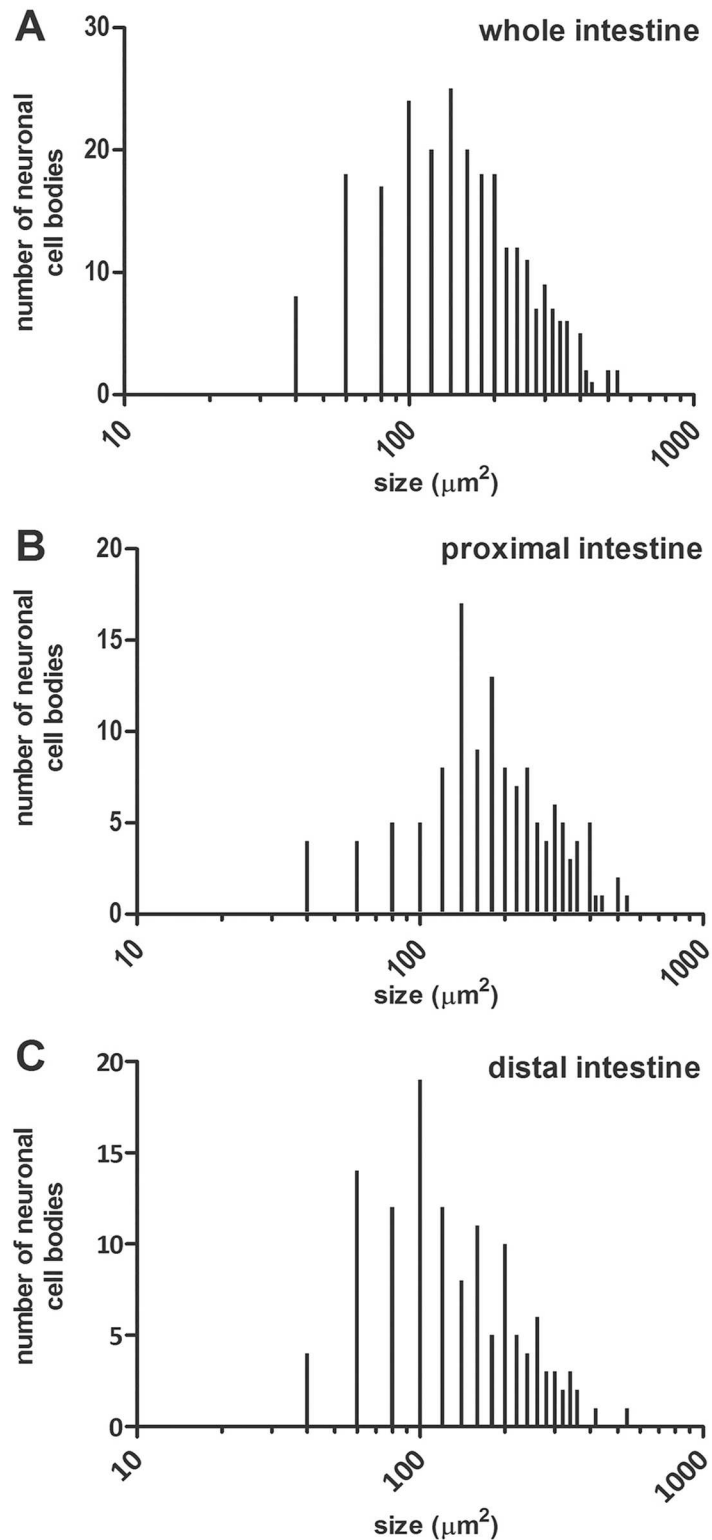 A
whole intestine
number of neuronal
cell bodies
30
20
10
0
10
100
1000
size (μm²)
B
proximal intestine
number of neuronal
cell bodies
20
15
10
5
0
10
100
1000
size (μm²)
C
distal intestine
number of neuronal
cell bodies
20
15
10
5
0
10
100
1000
size (μm²)